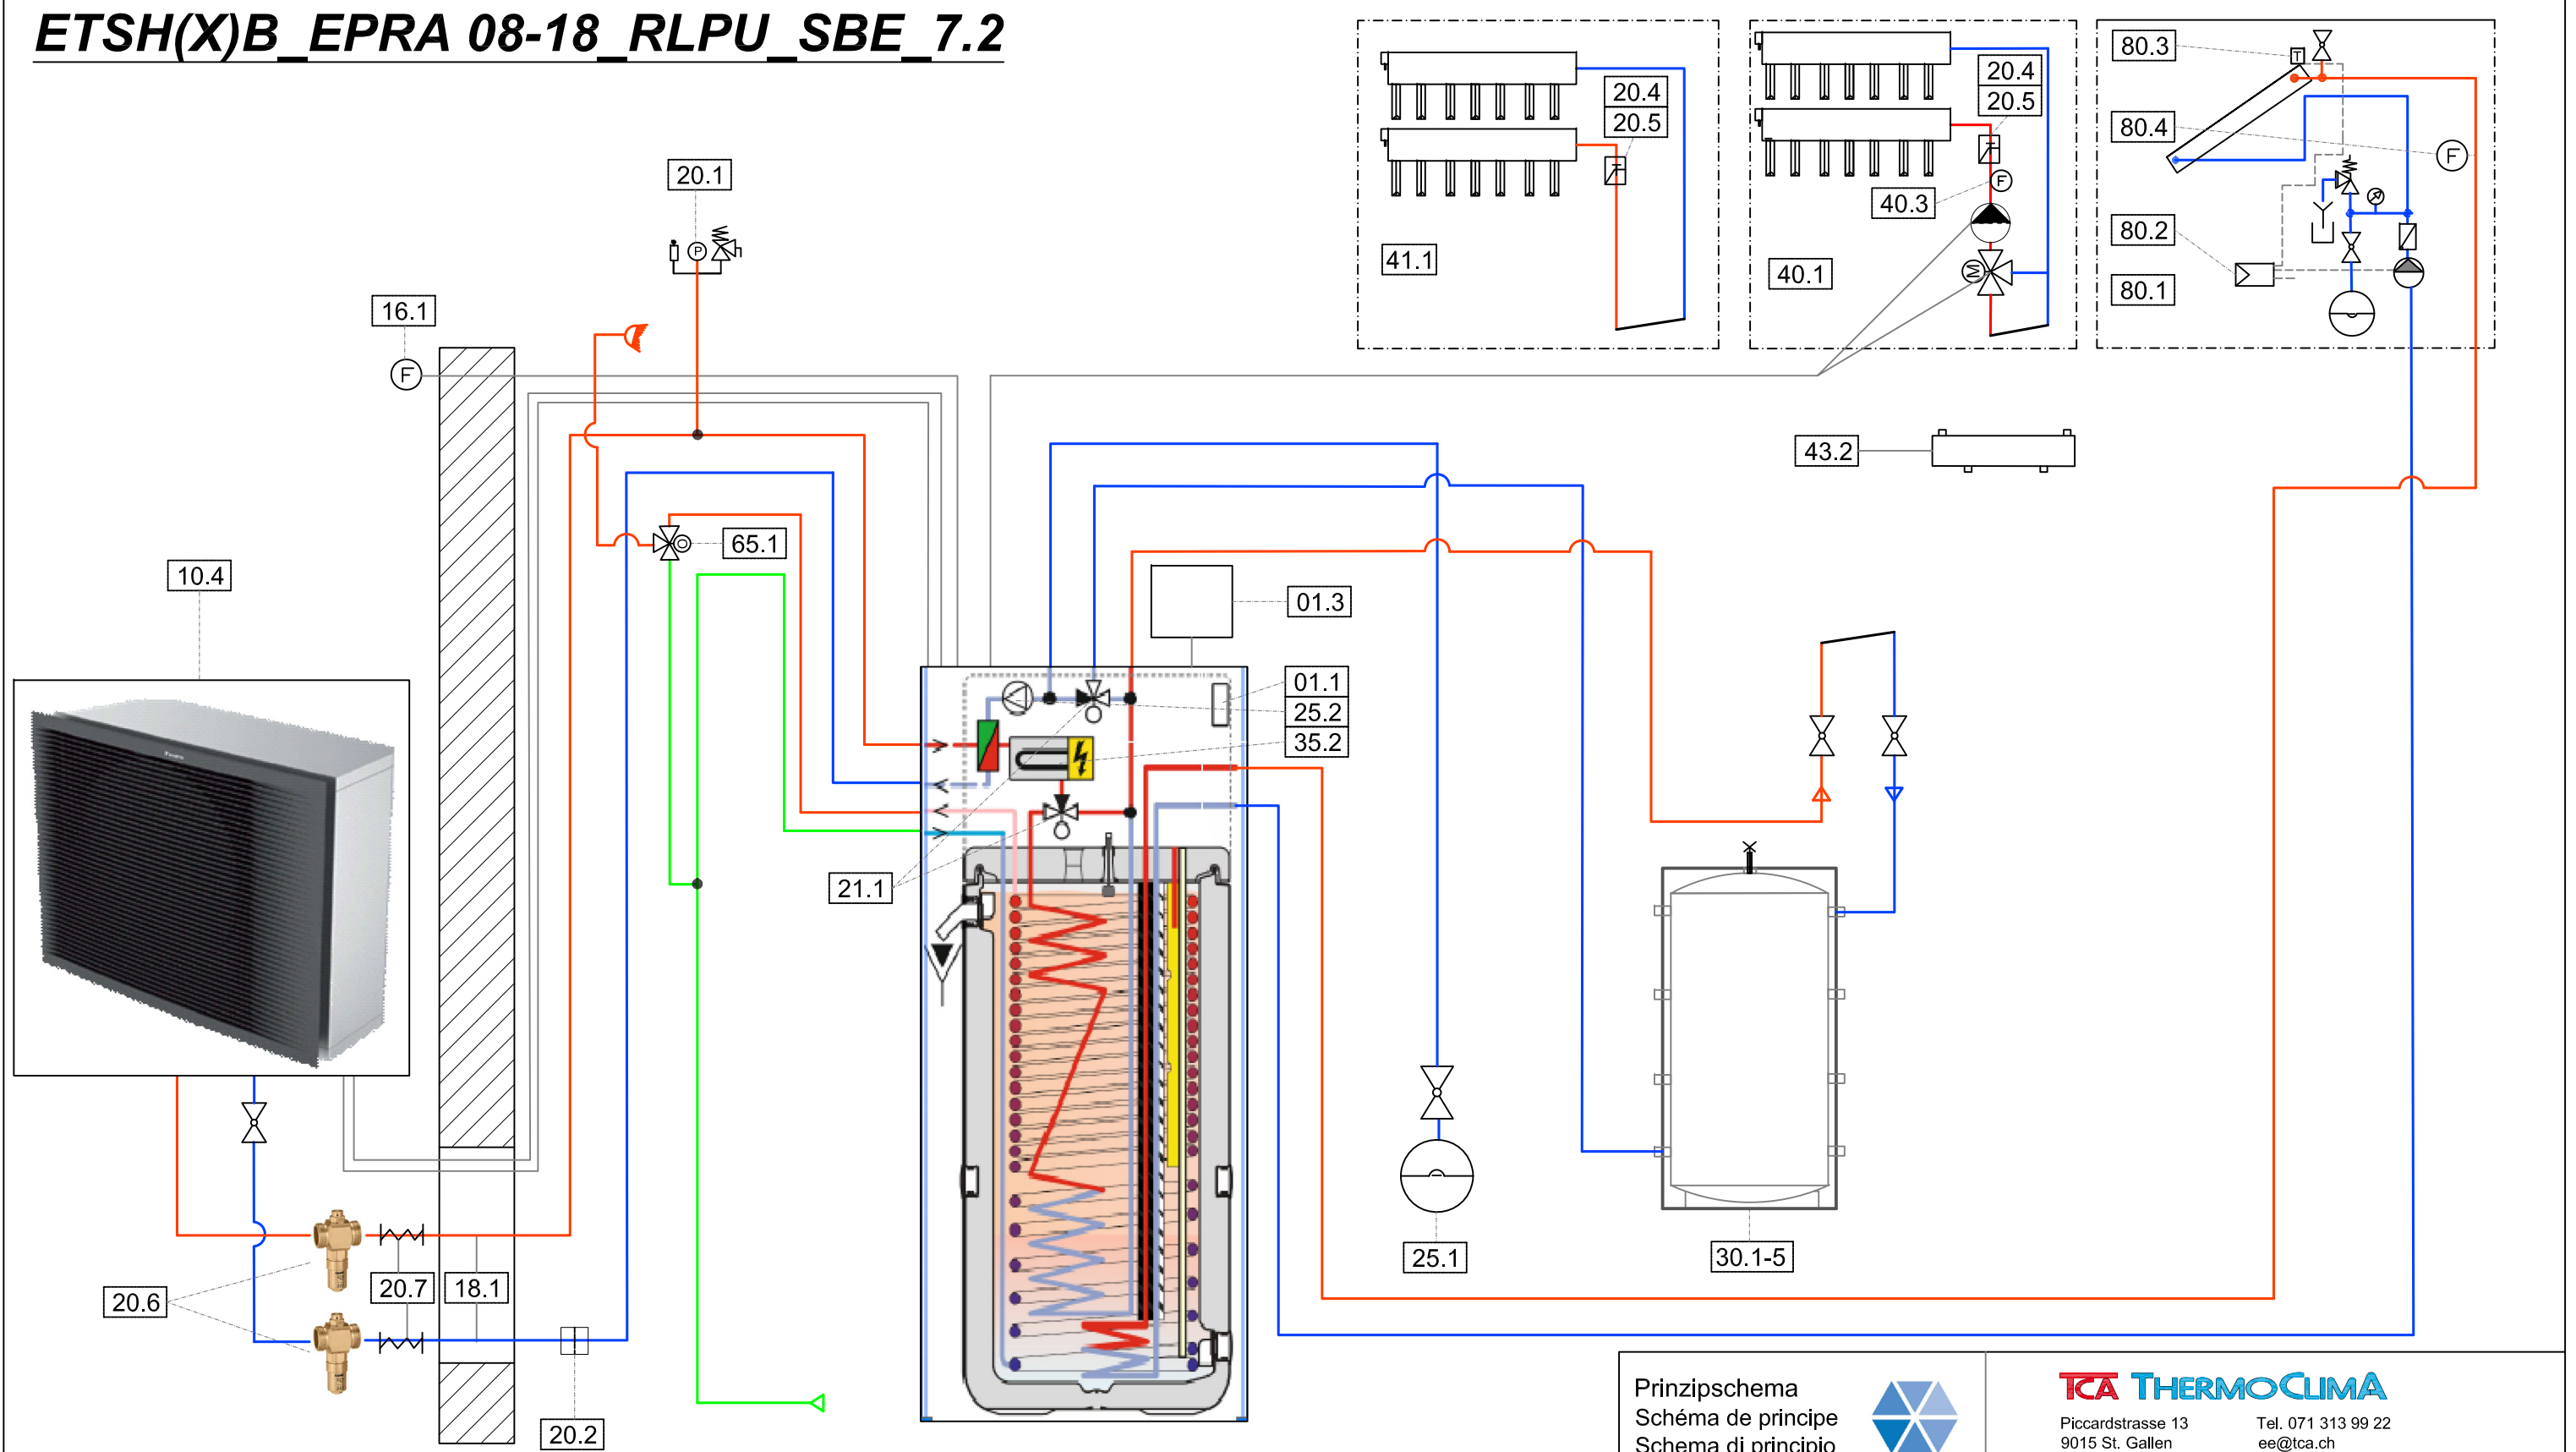 ETSH(X)B_EPRA 08-18_RLPU_SBE_7.2
20.4
20.5
41.1
20.4
20.5
40.3
40.1
M
F
80.3
80.4
80.2
80.1
T
F
20.1
P
16.1
F
43.2
65.1
10.4
01.3
01.1
25.2
35.2
21.1
20.6
20.7
18.1
20.2
25.1
30.1-5
Prinzipschema
Schéma de principe
Schema di principio
TCA THERMOCLIMA
Piccardstrasse 13
9015 St. Gallen
Tel. 071 313 99 22
ee@tca.ch